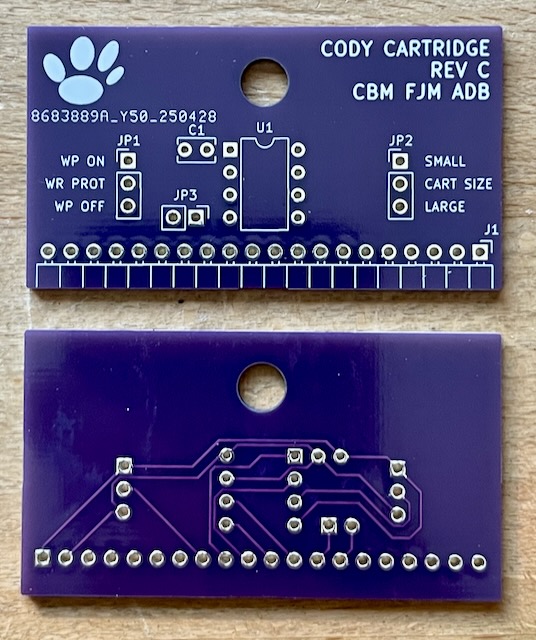 CODY CARTRIDGE
REV C
CBM FJM ADB
8683889A_Y50_250428
JP1
C1
U1
JP2
WP ON
SMALL
WR PROT
CART SIZE
JP3
WP OFF
LARGE
J1